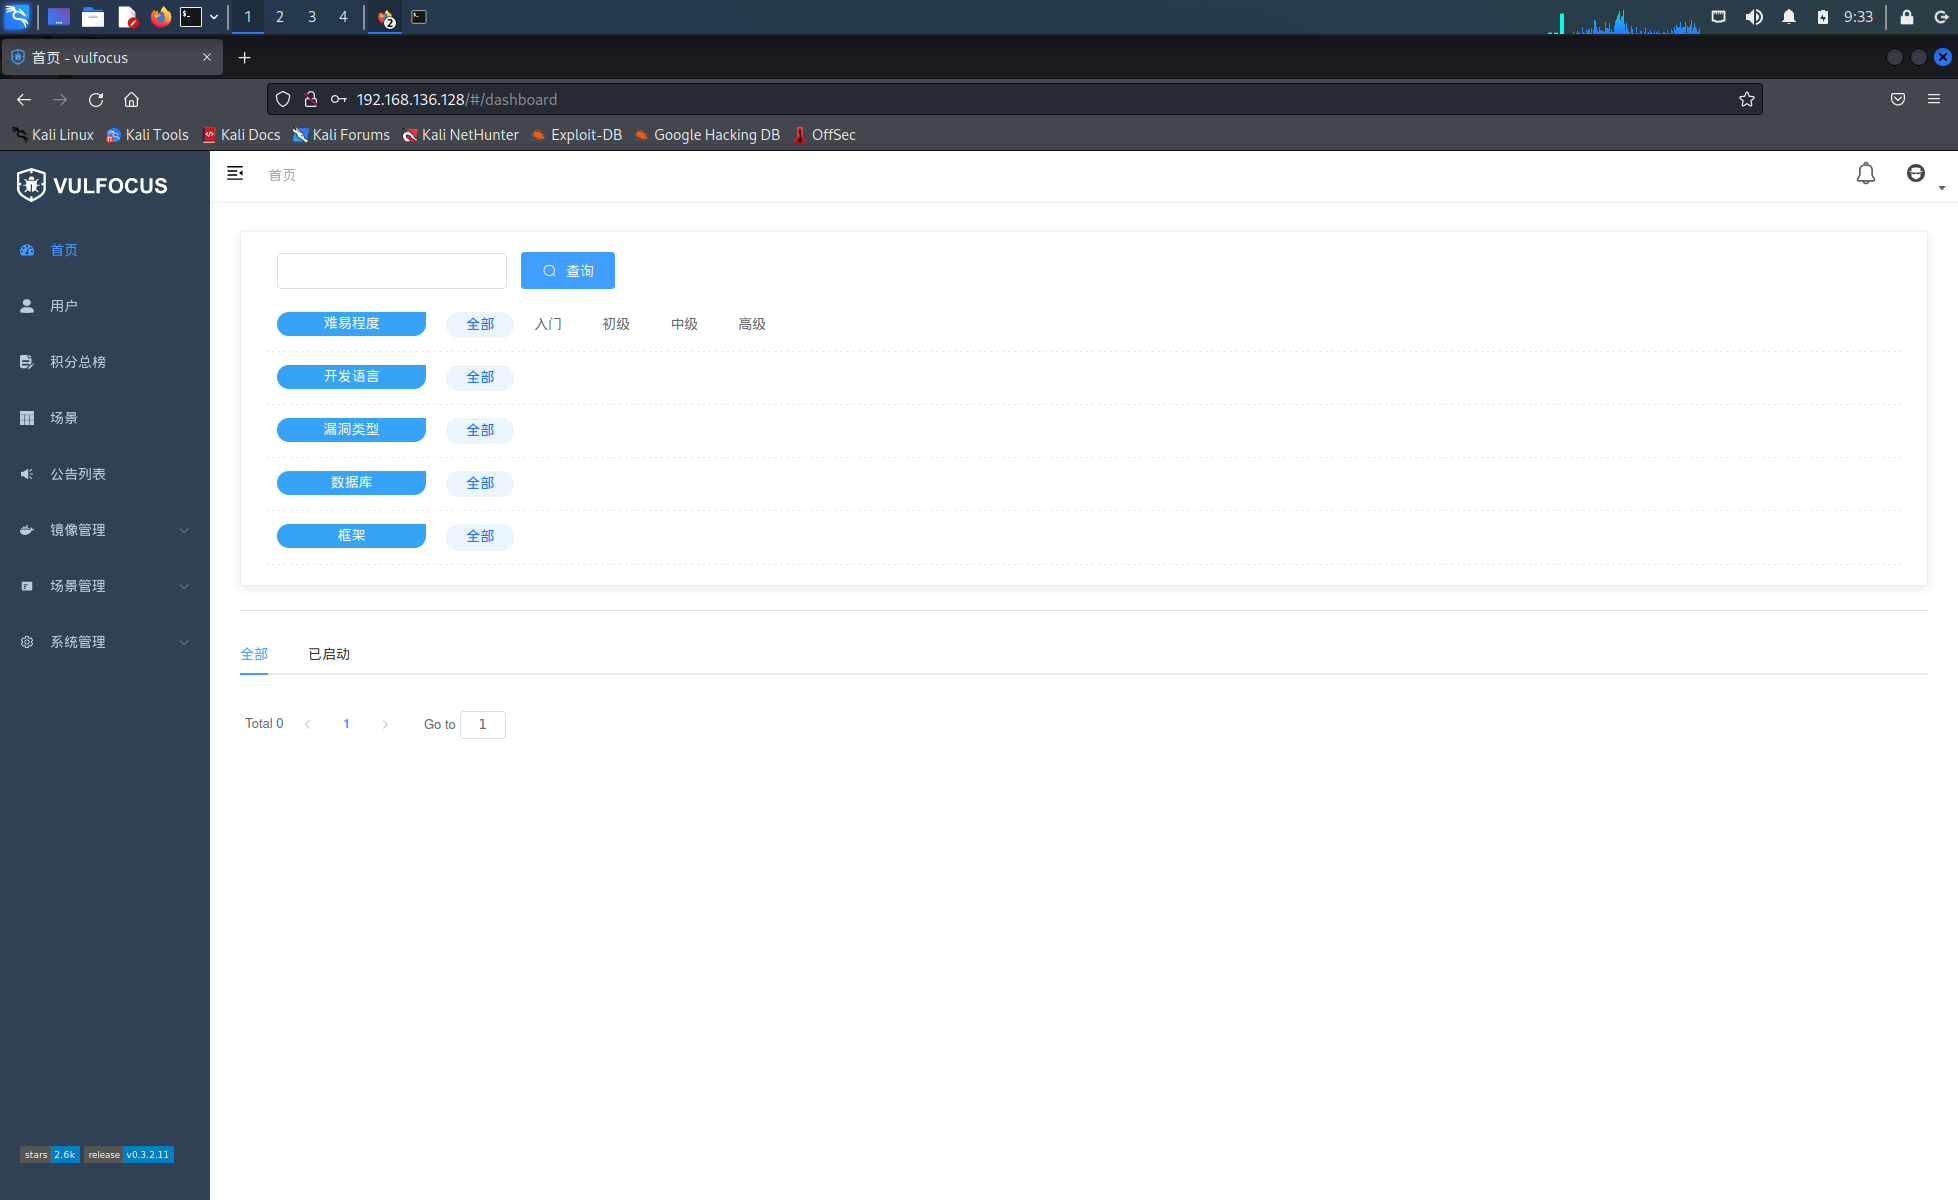 1 2 3 4 2 9:33
首页 - vulfocus
192.168.136.128/#/dashboard
Kali Linux Kali Tools Kali Docs Kali Forums Kali NetHunter Exploit-DB Google Hacking DB OffSec
VULFOCUS
首页
首页
用户
积分总榜
场景
公告列表
镜像管理
场景管理
系统管理
stars 2.6k release v0.3.2.11
查询
难易程度 全部 入门 初级 中级 高级
开发语言 全部
漏洞类型 全部
数据库 全部
框架 全部
全部 已启动
Total 0 1 Go to 1